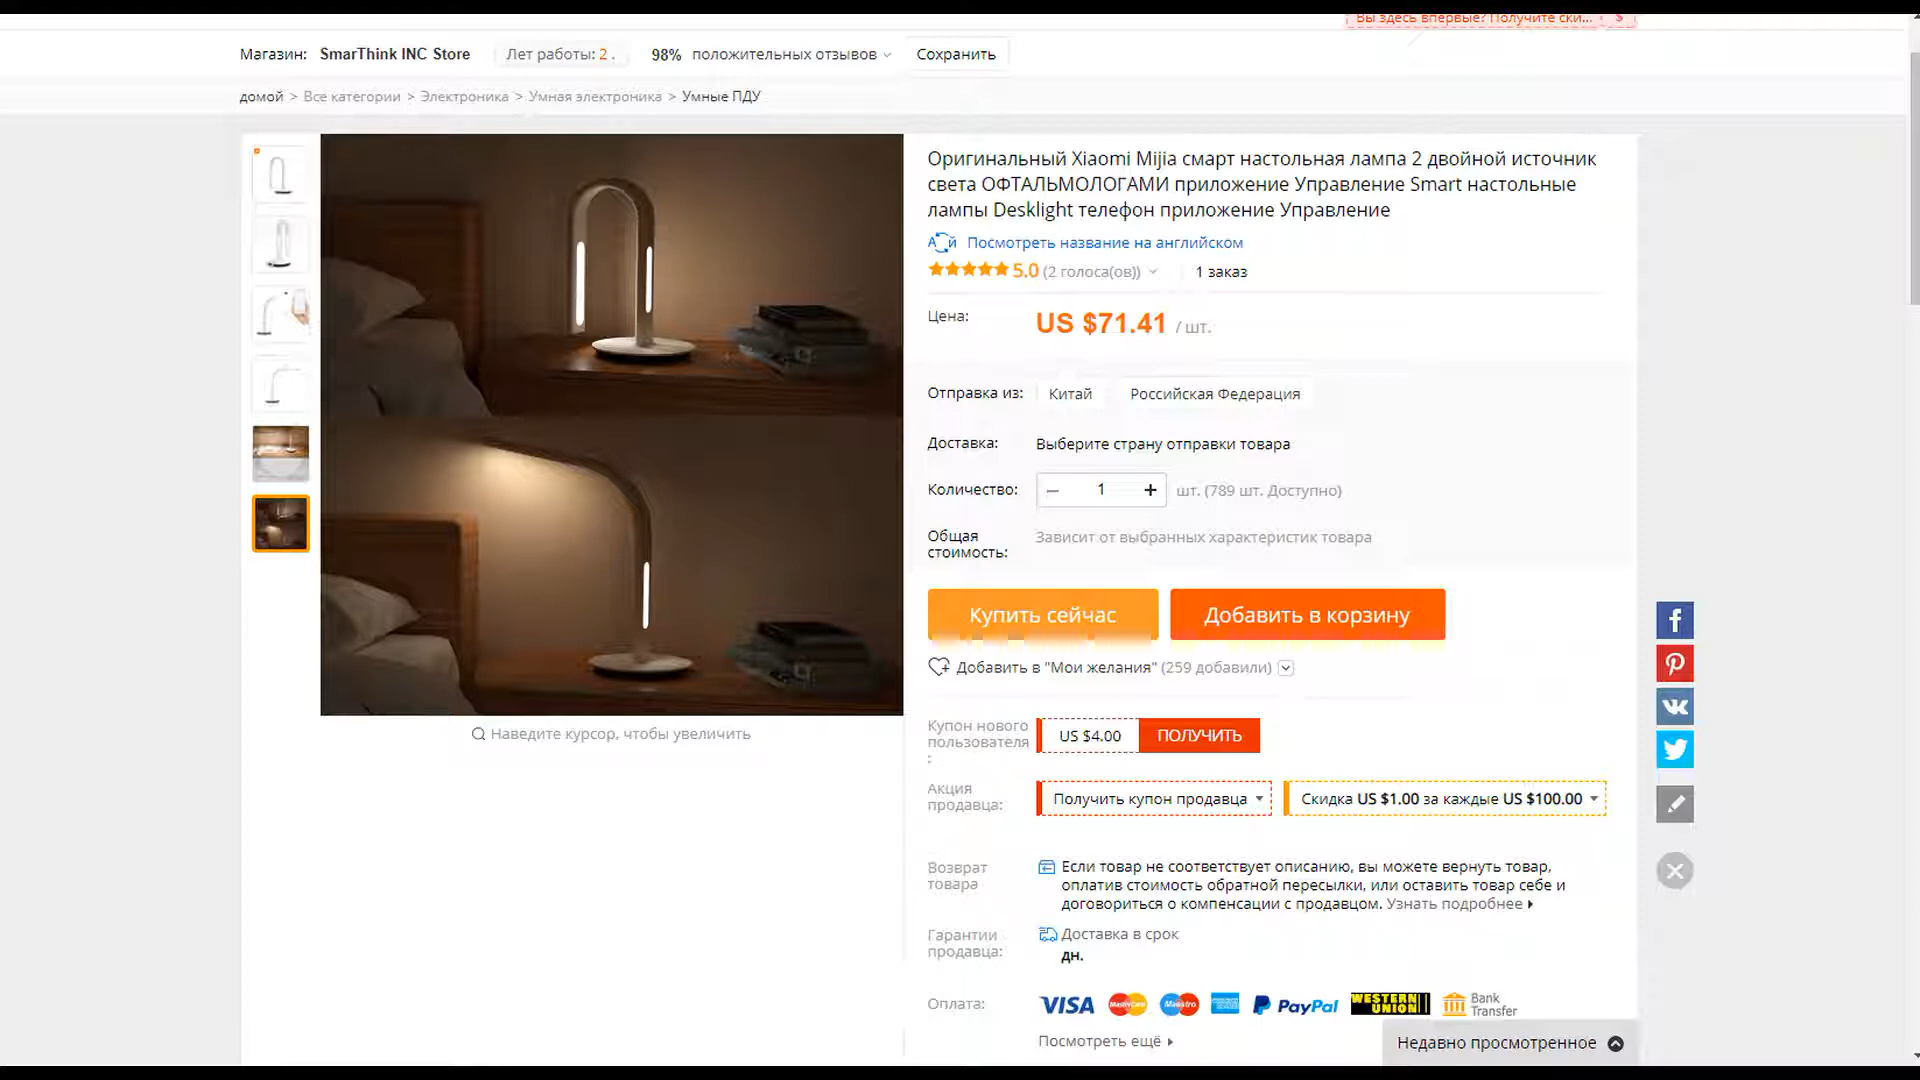 Вы здесь впервые? Получите ски...
Магазин: SmarThink INC Store Лет работы: 2 . 98% положительных отзывов Сохранить
домой > Все категории > Электроника > Умная электроника > Умные ПДУ
Оригинальный Xiaomi Mijia смарт настольная лампа 2 двойной источник
света ОФТАЛЬМОЛОГАМИ приложение Управление Smart настольные
лампы Desklight телефон приложение Управление
Посмотреть название на английском
5.0 (2 голоса(ов)) 1 заказ
Цена: US $71.41 / шт.
Отправка из: Китай Российская Федерация
Доставка: Выберите страну отправки товара
Количество: 1 шт. (789 шт. Доступно)
Общая
стоимость: Зависит от выбранных характеристик товара
Купить сейчас Добавить в корзину
Добавить в "Мои желания" (259 добавили)
Наведите курсор, чтобы увеличить
Купон нового
пользователя
:
US $4.00 ПОЛУЧИТЬ
Акция
продавца:
Получить купон продавца Скидка US $1.00 за каждые US $100.00
Возврат
товара
Если товар не соответствует описанию, вы можете вернуть товар,
оплатив стоимость обратной пересылки, или оставить товар себе и
договориться о компенсации с продавцом. Узнать подробнее
Гарантии
продавца:
Доставка в срок
дн.
Оплата: VISA MasterCard Maestro PayPal WESTERN UNION Bank Transfer
Посмотреть ещё
Недавно просмотренное